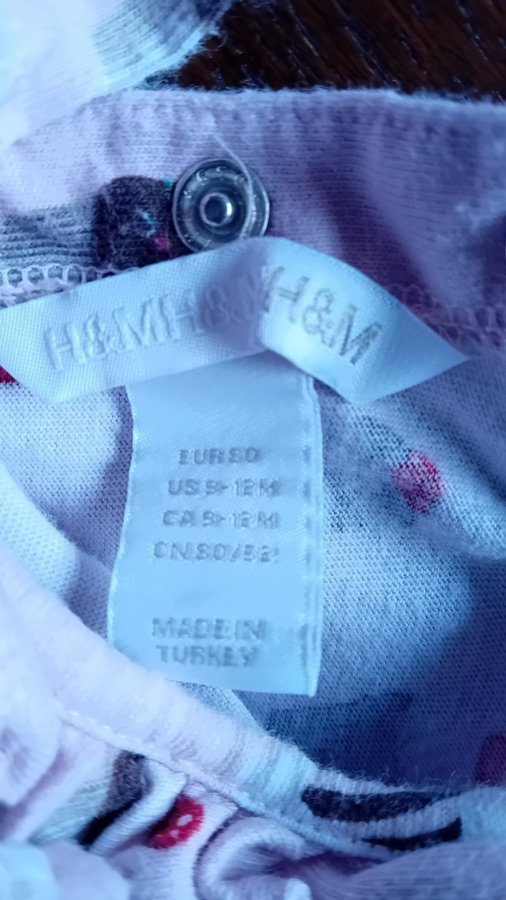 H&MH&MH&M
EUR 80
US 9-12M
CA 9-12M
CN 80/52
MADE IN
TURKEY